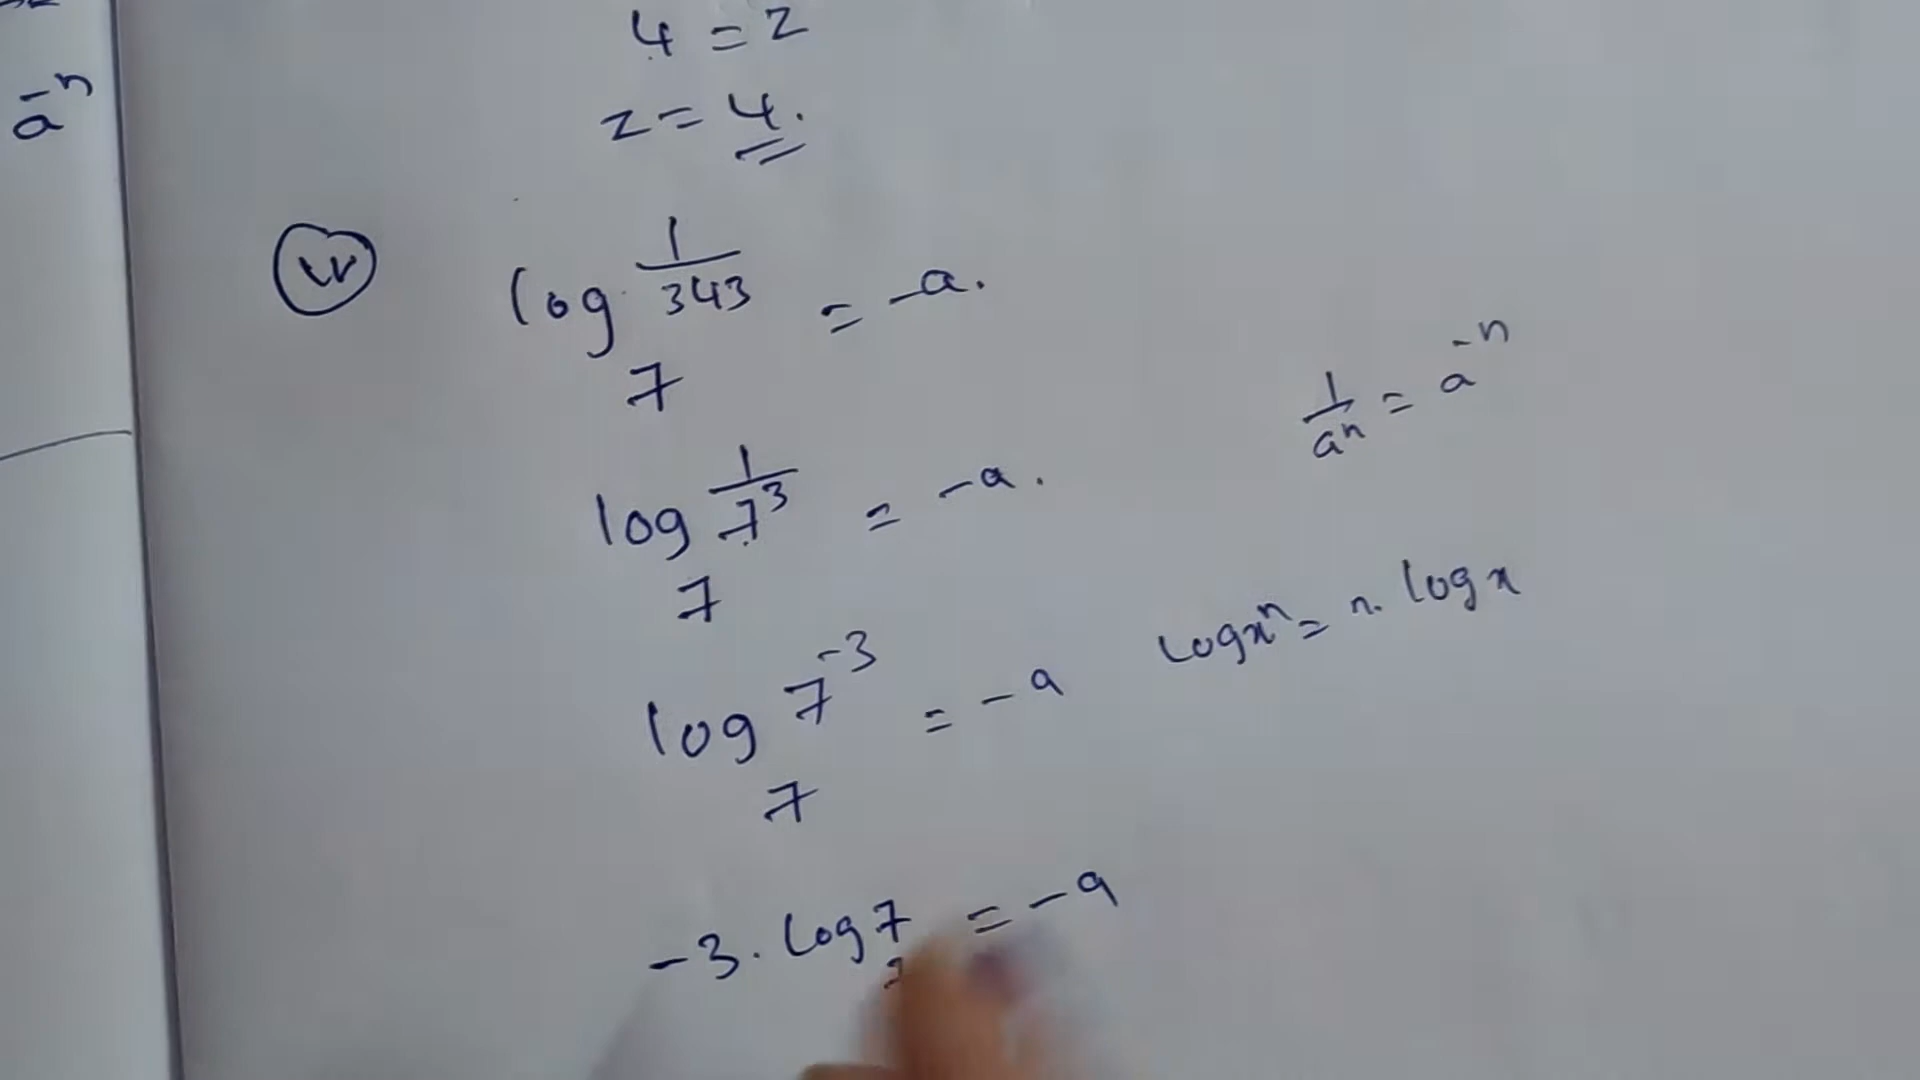 a⁻ⁿ
4 = z
z = 4.
iv
log₇ 1/343 = -a.
1/aⁿ = a⁻ⁿ
log₇ 1/7³ = -a.
log xⁿ = n. log x
log₇ 7⁻³ = -a
-3. log₇ 7 = -a